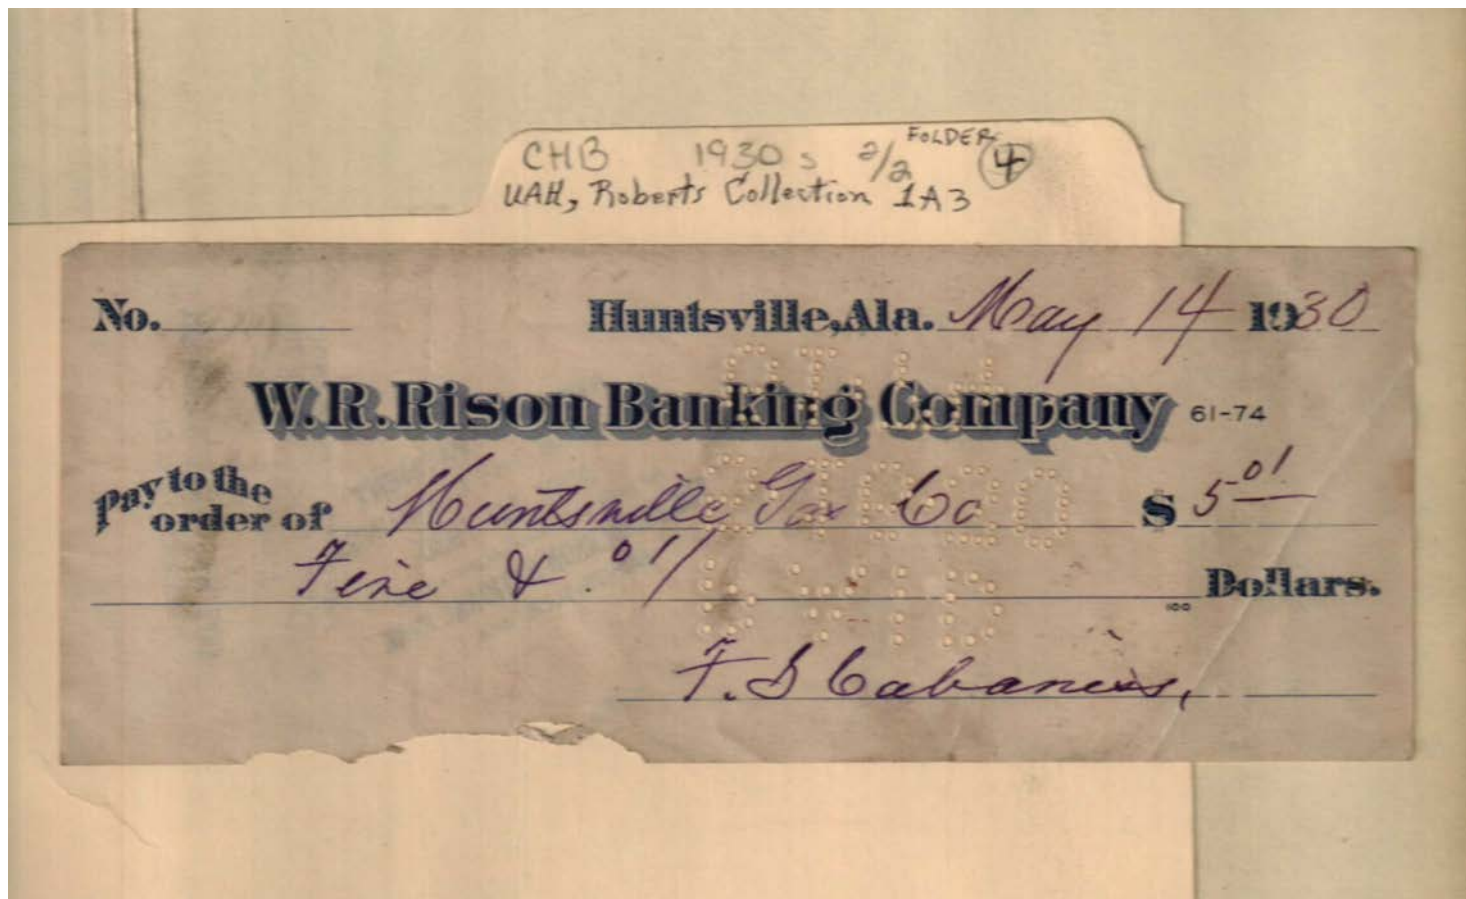 FOLDER
CHB 1930s 2/2 4
UAH, Roberts Collection 1A3
No. Huntsville, Ala. May 14 1930
W. R. Rison Banking Company 61-74
Pay to the order of Huntsville Gas Co $ 5 01
Five & .01/ 100 Dollars.
PAID
F. B Cabaniss,